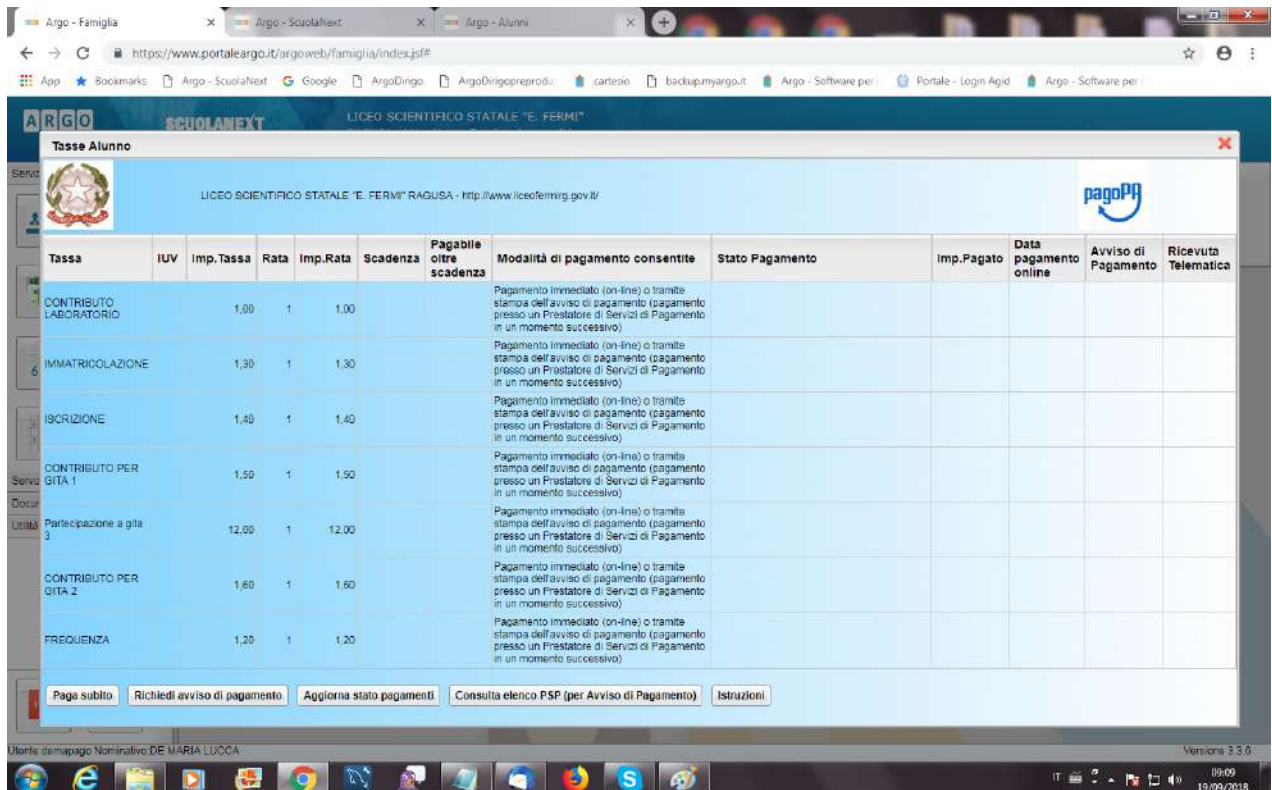 Argo - Famiglia
Argo - ScuolaNext
Argo - Alunni
https://www.portaleargo.it/argoweb/famiglia/index.jsf#
App Bookmarks Argo - ScuolaNext Google ArgoDirigo ArgoDirigopreprodu cartesio backup.myargo.it Argo - Software per Portale - Login Agid Argo - Software per
ARGO SCUOLANEXT LICEO SCIENTIFICO STATALE "E. FERMI"
Tasse Alunno
LICEO SCIENTIFICO STATALE "E. FERMI" RAGUSA - http://www.liceofermirg.gov.it/
pagoPA
Tassa IUV Imp.Tassa Rata Imp.Rata Scadenza Pagabile oltre scadenza Modalità di pagamento consentite Stato Pagamento Imp.Pagato Data pagamento online Avviso di Pagamento Ricevuta Telematica
CONTRIBUTO LABORATORIO 1,00 1 1,00
Pagamento immediato (on-line) o tramite
stampa dell'avviso di pagamento (pagamento
presso un Prestatore di Servizi di Pagamento
in un momento successivo)
IMMATRICOLAZIONE 1,30 1 1,30
Pagamento immediato (on-line) o tramite
stampa dell'avviso di pagamento (pagamento
presso un Prestatore di Servizi di Pagamento
in un momento successivo)
ISCRIZIONE 1,40 1 1,40
Pagamento immediato (on-line) o tramite
stampa dell'avviso di pagamento (pagamento
presso un Prestatore di Servizi di Pagamento
in un momento successivo)
CONTRIBUTO PER GITA 1 1,50 1 1,50
Pagamento immediato (on-line) o tramite
stampa dell'avviso di pagamento (pagamento
presso un Prestatore di Servizi di Pagamento
in un momento successivo)
Partecipazione a gita 3 12,00 1 12,00
Pagamento immediato (on-line) o tramite
stampa dell'avviso di pagamento (pagamento
presso un Prestatore di Servizi di Pagamento
in un momento successivo)
CONTRIBUTO PER GITA 2 1,60 1 1,60
Pagamento immediato (on-line) o tramite
stampa dell'avviso di pagamento (pagamento
presso un Prestatore di Servizi di Pagamento
in un momento successivo)
FREQUENZA 1,20 1 1,20
Pagamento immediato (on-line) o tramite
stampa dell'avviso di pagamento (pagamento
presso un Prestatore di Servizi di Pagamento
in un momento successivo)
Paga subito Richiedi avviso di pagamento Aggiorna stato pagamenti Consulta elenco PSP (per Avviso di Pagamento) Istruzioni
Utente:demapago Nominativo:DE MARIA LUCCA Versione 3.3.6
IT 09:09
19/09/2018